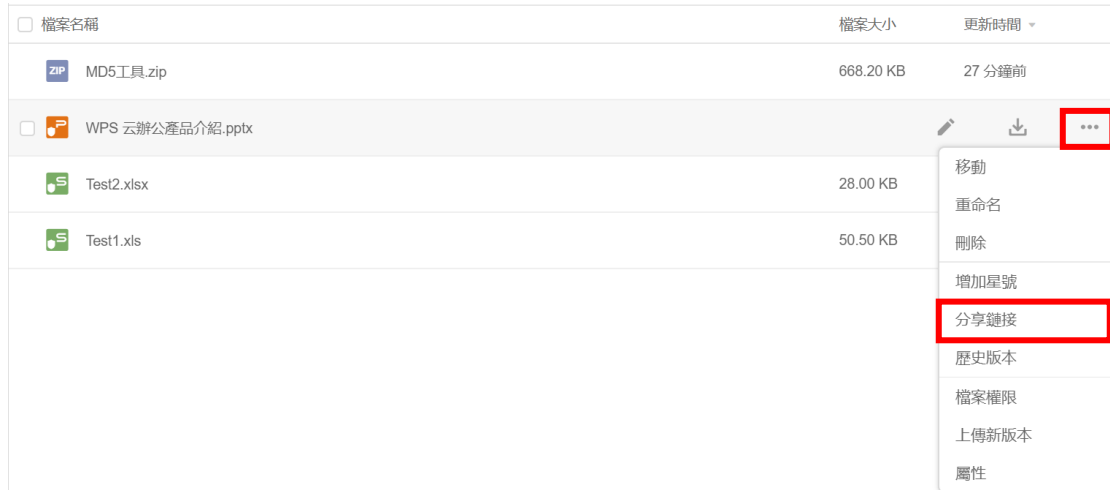 檔案名稱 檔案大小 更新時間
ZIP MD5工具.zip 668.20 KB 27 分鐘前
P WPS 云辦公產品介紹.pptx
移動
S Test2.xlsx 28.00 KB
重命名
S Test1.xls 50.50 KB
刪除
增加星號
分享鏈接
歷史版本
檔案權限
上傳新版本
屬性